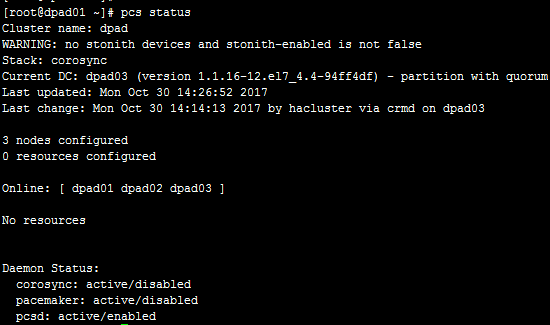 [root@dpad01 ~]# pcs status
Cluster name: dpad
WARNING: no stonith devices and stonith-enabled is not false
Stack: corosync
Current DC: dpad03 (version 1.1.16-12.el7_4.4-94ff4df) - partition with quorum
Last updated: Mon Oct 30 14:26:52 2017
Last change: Mon Oct 30 14:14:13 2017 by hacluster via crmd on dpad03
3 nodes configured
0 resources configured
Online: [ dpad01 dpad02 dpad03 ]
No resources
Daemon Status:
corosync: active/disabled
pacemaker: active/disabled
pcsd: active/enabled